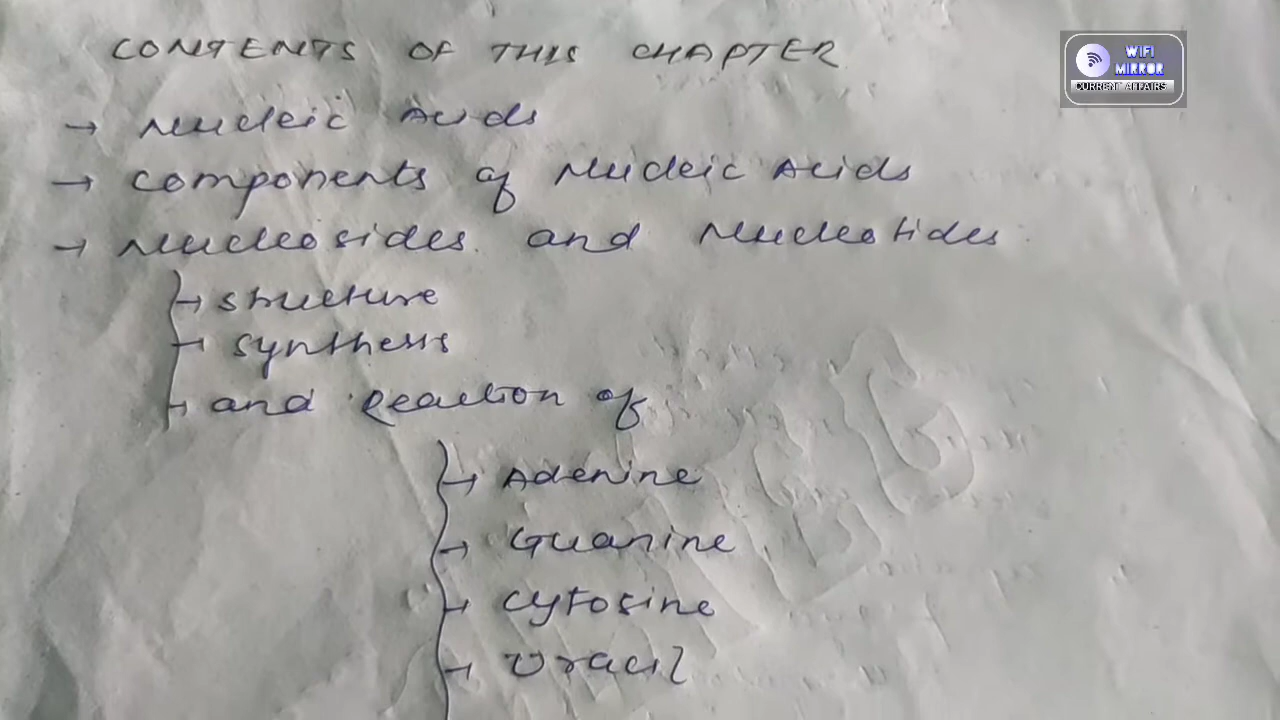 CONTENTS OF THIS CHAPTER
→ Nucleic Acids
→ components of Nucleic Acids
→ Nucleosides and Nucleotides
→ structure
→ synthesis
→ and Reaction of
→ Adenine
→ Guanine
→ Cytosine
→ Uracil
WIFI
MIRROR
CURRENT AFFAIRS